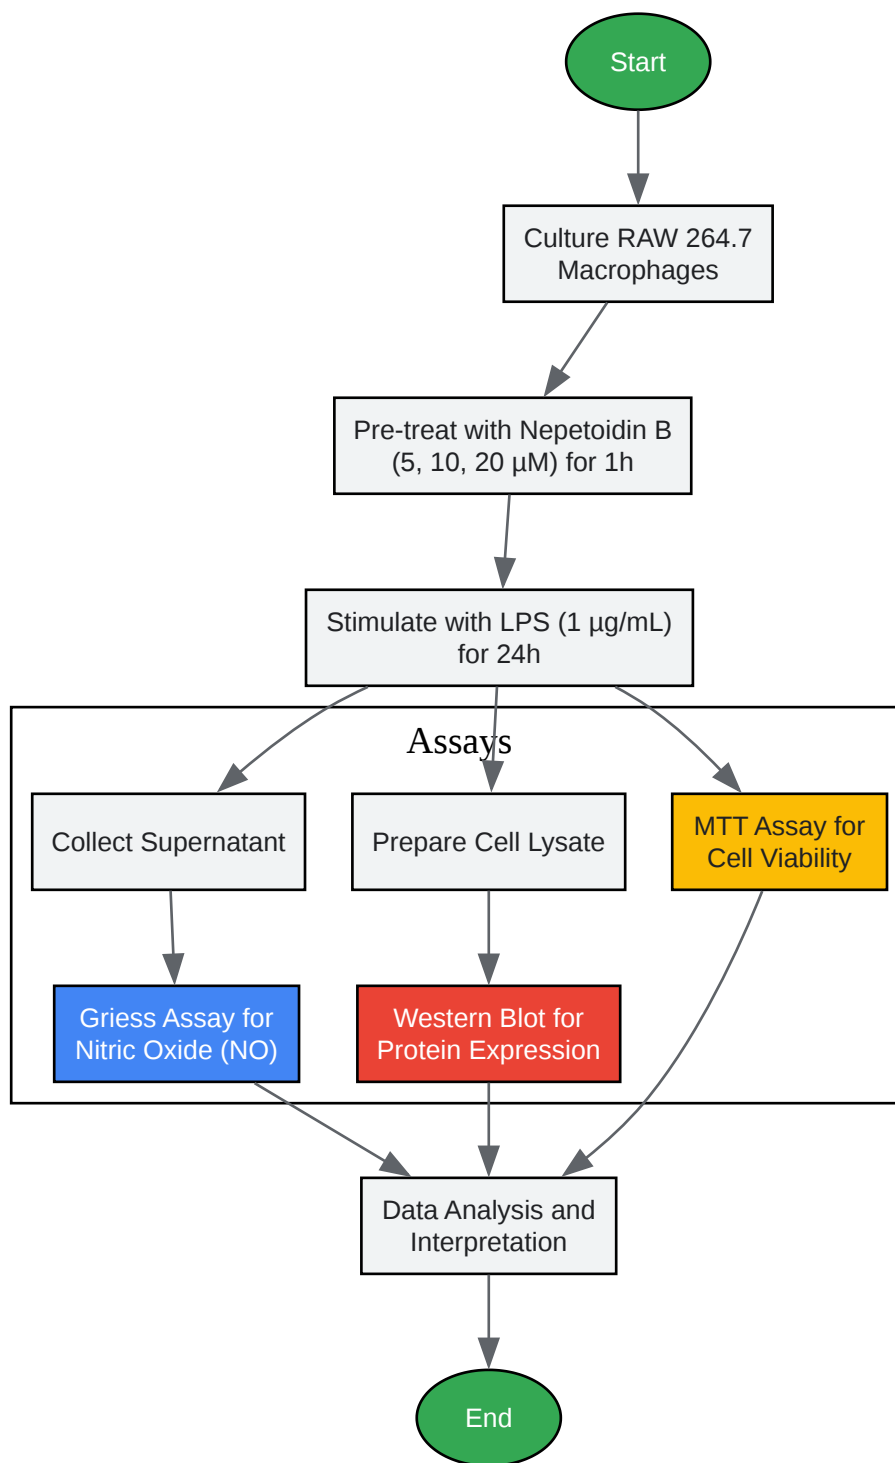 Start
Culture RAW 264.7
Macrophages
Pre-treat with Nepetoidin B
(5, 10, 20 µM) for 1h
Stimulate with LPS (1 µg/mL)
for 24h
Assays
Collect Supernatant
Prepare Cell Lysate
MTT Assay for
Cell Viability
Griess Assay for
Nitric Oxide (NO)
Western Blot for
Protein Expression
Data Analysis and
Interpretation
End